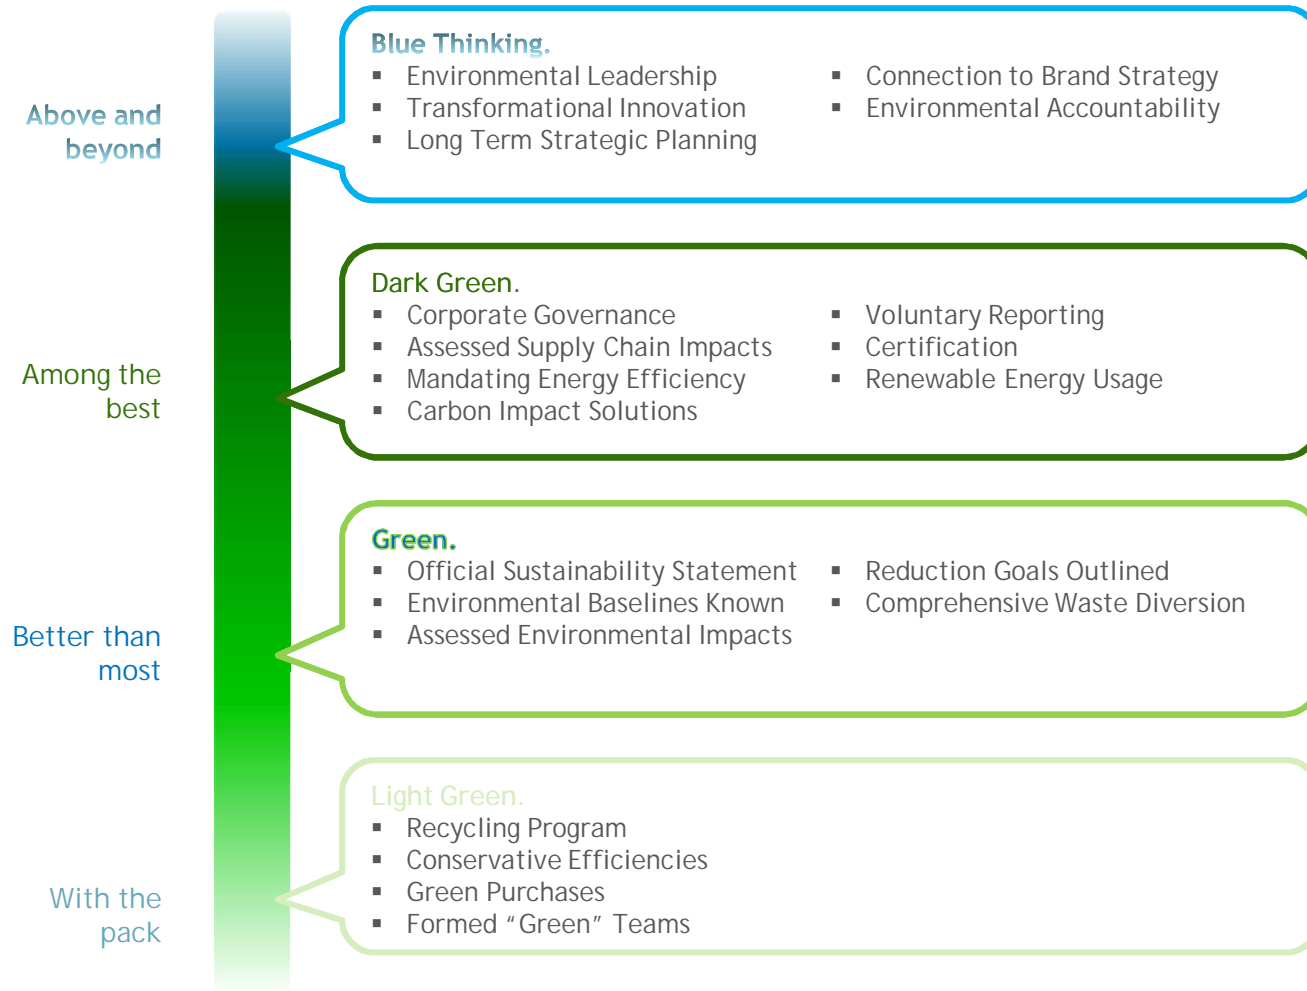 Above and
beyond
Blue Thinking.
▪ Environmental Leadership
▪ Transformational Innovation
▪ Long Term Strategic Planning
▪ Connection to Brand Strategy
▪ Environmental Accountability
Among the
best
Dark Green.
▪ Corporate Governance
▪ Assessed Supply Chain Impacts
▪ Mandating Energy Efficiency
▪ Carbon Impact Solutions
▪ Voluntary Reporting
▪ Certification
▪ Renewable Energy Usage
Better than
most
Green.
▪ Official Sustainability Statement
▪ Environmental Baselines Known
▪ Assessed Environmental Impacts
▪ Reduction Goals Outlined
▪ Comprehensive Waste Diversion
With the
pack
Light Green.
▪ Recycling Program
▪ Conservative Efficiencies
▪ Green Purchases
▪ Formed “Green” Teams